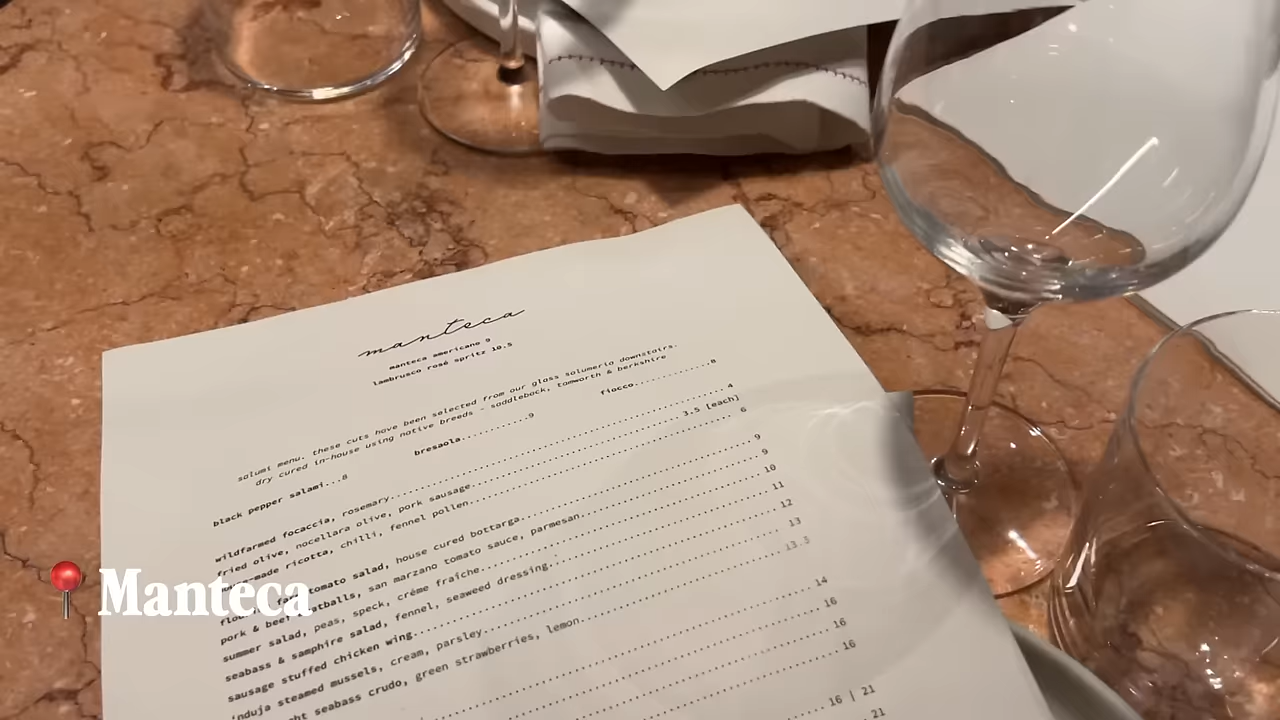 manteca
manteca americano 9
lambrusco rosé spritz 10.5
salumi menu. these cuts have been selected from our glass salumeria downstairs.
dry cured in-house using native breeds - saddleback, tomworth & berkshire
black pepper salami...8 bresaola..........9 fiocco............8
wildfarmed focaccia, rosemary 4
fried olive, nocellara olive, pork sausage 3.5 [each]
made ricotta, chilli, fennel pollen 6
tomato salad, house cured bottarga 9
pork & beef meatballs, san marzano tomato sauce, parmesan 9
summer salad, peas, speck, crème fraîche 10
seabass & samphire salad, fennel, seaweed dressing 11
sausage stuffed chicken wing 12
'nduja steamed mussels, cream, parsley 13
seabass crudo, green strawberries, lemon 13.5
14
16
16
16
16 | 21
21
Manteca